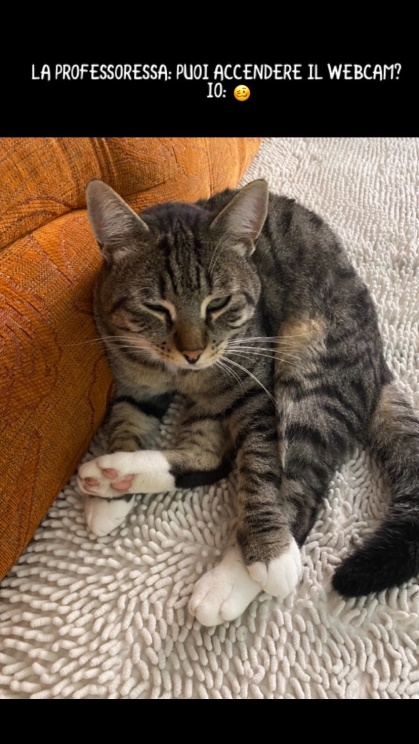 LA PROFESSORESSA: PUOI ACCENDERE IL WEBCAM?
IO: 🥴